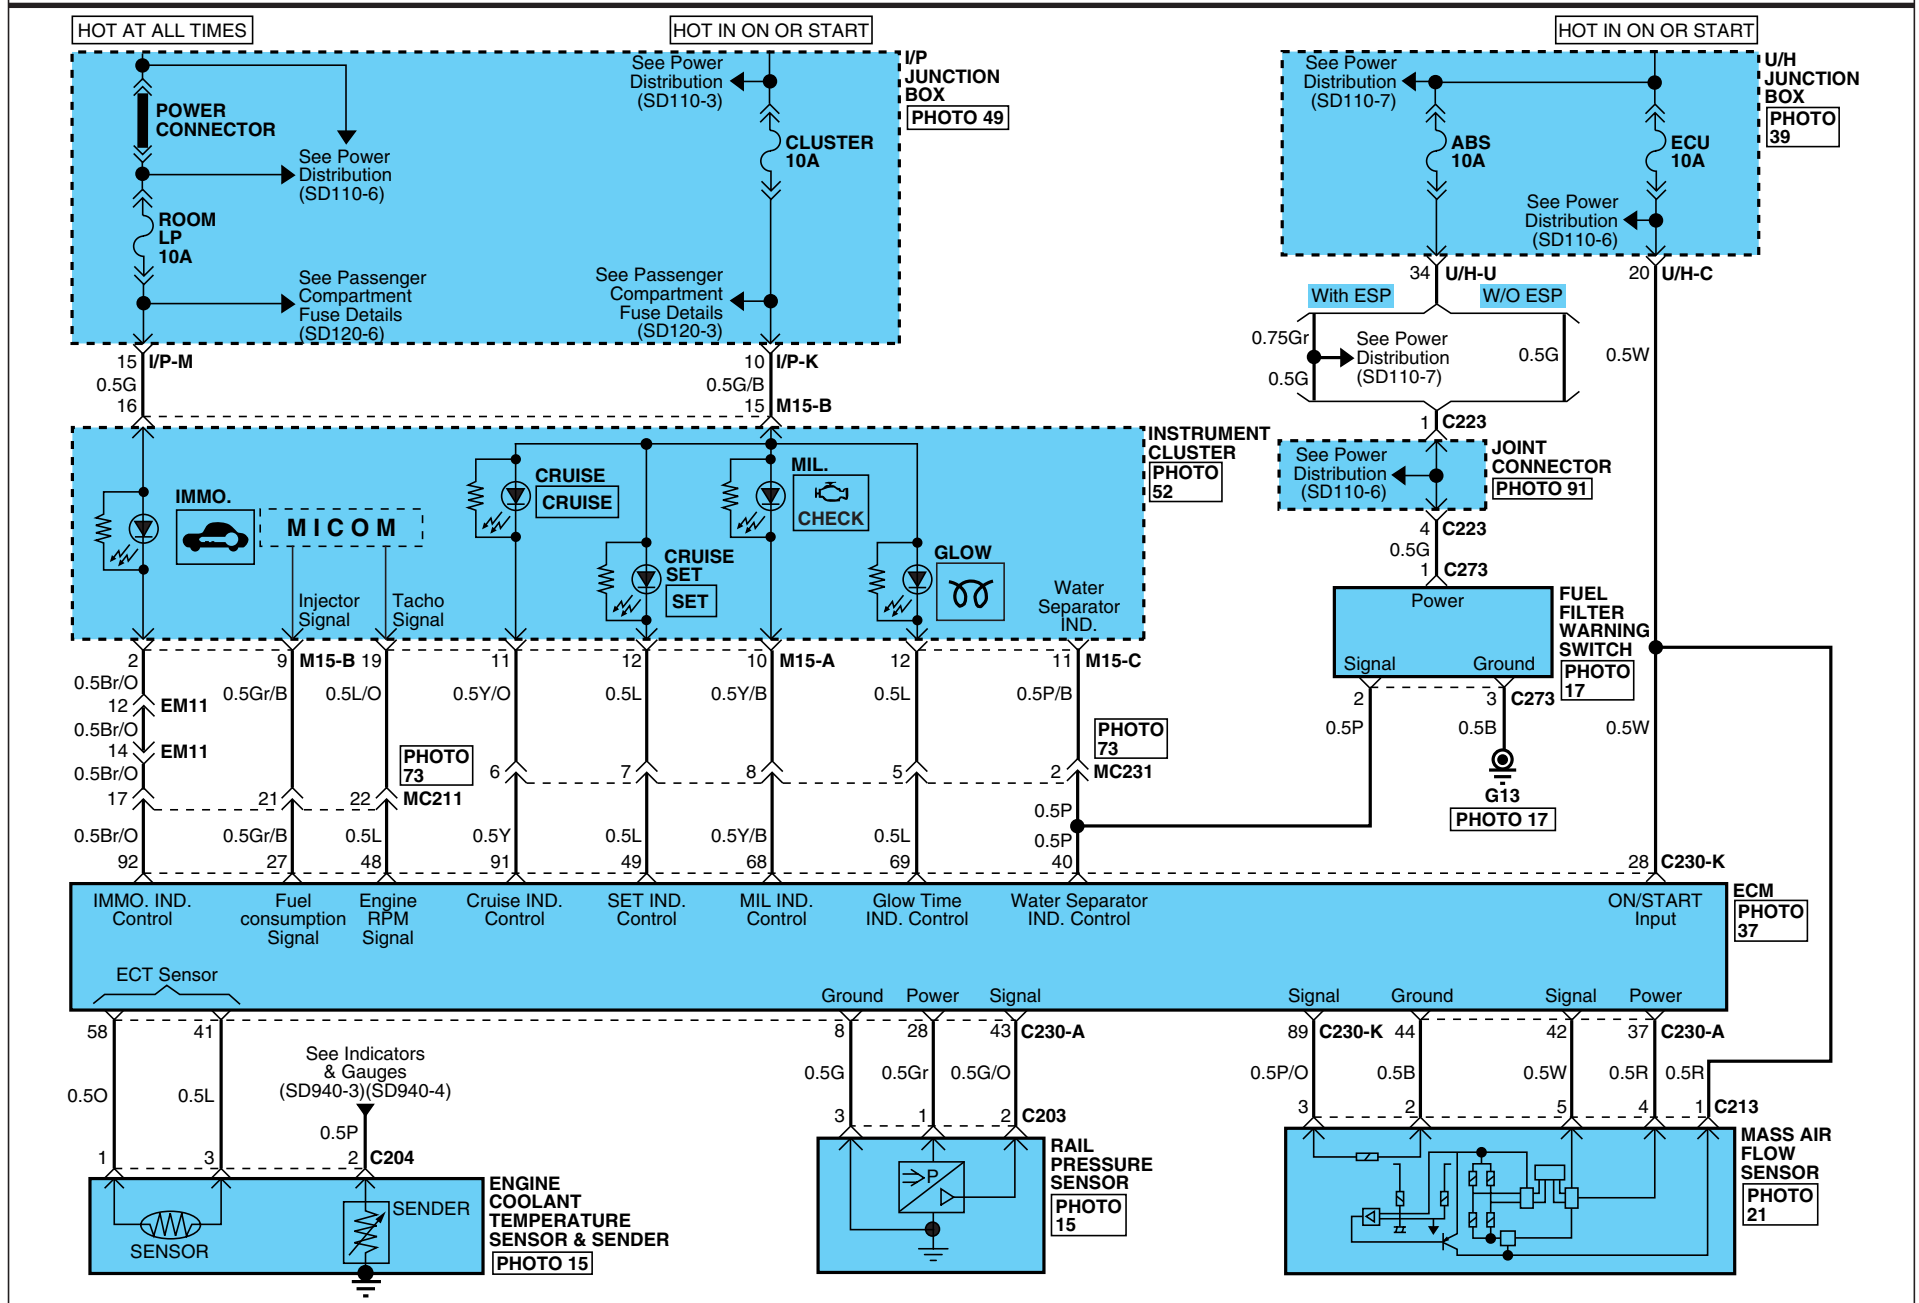 HOT AT ALL TIMES
HOT IN ON OR START
HOT IN ON OR START
POWER
CONNECTOR
See Power
Distribution
(SD110-6)
ROOM
LP
10A
See Passenger
Compartment
Fuse Details
(SD120-6)
See Power
Distribution
(SD110-3)
CLUSTER
10A
See Passenger
Compartment
Fuse Details
(SD120-3)
I/P
JUNCTION
BOX
PHOTO 49
See Power
Distribution
(SD110-7)
ABS
10A
ECU
10A
See Power
Distribution
(SD110-6)
U/H
JUNCTION
BOX
PHOTO
39
15 I/P-M
0.5G
16
10 I/P-K
0.5G/B
15 M15-B
34 U/H-U
20 U/H-C
With ESP
W/O ESP
0.75Gr
See Power
Distribution
(SD110-7)
0.5G
0.5G
0.5W
1 C223
See Power
Distribution
(SD110-6)
JOINT
CONNECTOR
PHOTO 91
4 C223
0.5G
1 C273
IMMO.
MICOM
Injector
Signal
Tacho
Signal
CRUISE
CRUISE
CRUISE
SET
SET
MIL.
CHECK
GLOW
Water
Separator
IND.
INSTRUMENT
CLUSTER
PHOTO
52
Power
Signal
Ground
FUEL
FILTER
WARNING
SWITCH
PHOTO
17
2 9 M15-B 19 11 12 10 M15-A 12 11 M15-C
0.5Br/O 0.5Gr/B 0.5L/O 0.5Y/O 0.5L 0.5Y/B 0.5L 0.5P/B
12 EM11
0.5Br/O
14 EM11
0.5Br/O
2 3 C273
0.5P 0.5B 0.5W
G13
PHOTO 17
PHOTO
73
PHOTO
73
6 7 8 5 2 MC231
17 21 22 MC211
0.5P
0.5Br/O 0.5Gr/B 0.5L 0.5Y 0.5L 0.5Y/B 0.5L 0.5P
92 27 48 91 49 68 69 40 28 C230-K
IMMO. IND.
Control
Fuel
consumption
Signal
Engine
RPM
Signal
Cruise IND.
Control
SET IND.
Control
MIL IND.
Control
Glow Time
IND. Control
Water Separator
IND. Control
ON/START
Input
ECM
PHOTO
37
ECT Sensor
Ground Power Signal
Signal Ground Signal Power
58 41
8 28 43 C230-A
89 C230-K 44 42 37 C230-A
See Indicators
& Gauges
(SD940-3)(SD940-4)
0.5O 0.5L
0.5P
0.5G 0.5Gr 0.5G/O
0.5P/O 0.5B 0.5W 0.5R 0.5R
1 3 2 C204
3 1 2 C203
3 2 5 4 1 C213
SENSOR
SENDER
ENGINE
COOLANT
TEMPERATURE
SENSOR & SENDER
PHOTO 15
P
RAIL
PRESSURE
SENSOR
PHOTO
15
MASS AIR
FLOW
SENSOR
PHOTO
21